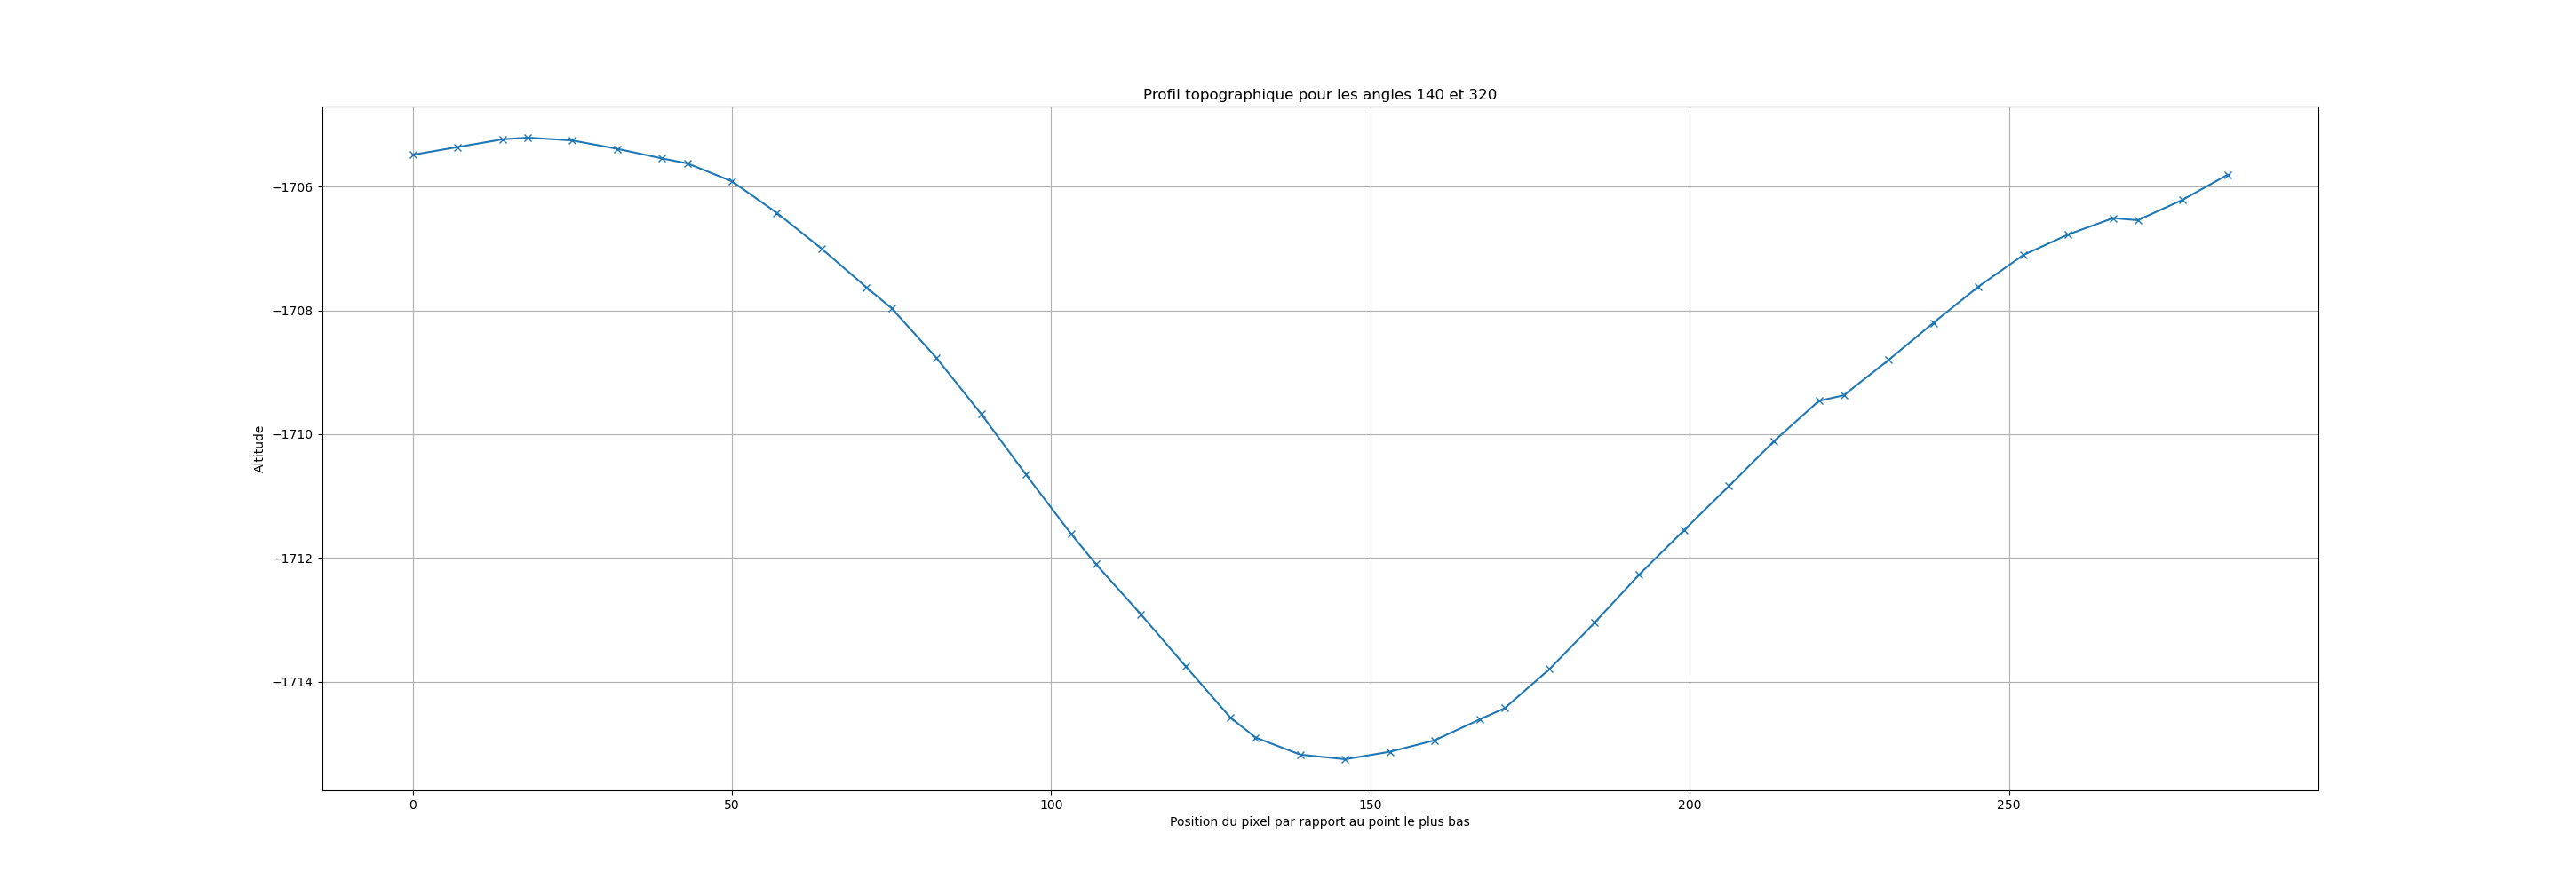 Profil topographique pour les angles 140 et 320
Altitude
−1706
−1708
−1710
−1712
−1714
0 50 100 150 200 250
Position du pixel par rapport au point le plus bas